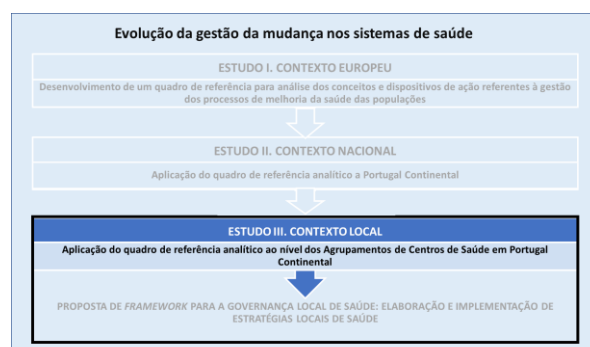 Evolução da gestão da mudança nos sistemas de saúde
ESTUDO I. CONTEXTO EUROPEU
Desenvolvimento de um quadro de referência para análise dos conceitos e dispositivos de ação referentes à gestão
dos processos de melhoria da saúde das populações
ESTUDO II. CONTEXTO NACIONAL
Aplicação do quadro de referência analítico a Portugal Continental
ESTUDO III. CONTEXTO LOCAL
Aplicação do quadro de referência analítico ao nível dos Agrupamentos de Centros de Saúde em Portugal
Continental
PROPOSTA DE FRAMEWORK PARA A GOVERNANÇA LOCAL DE SAÚDE: ELABORAÇÃO E IMPLEMENTAÇÃO DE
ESTRATÉGIAS LOCAIS DE SAÚDE